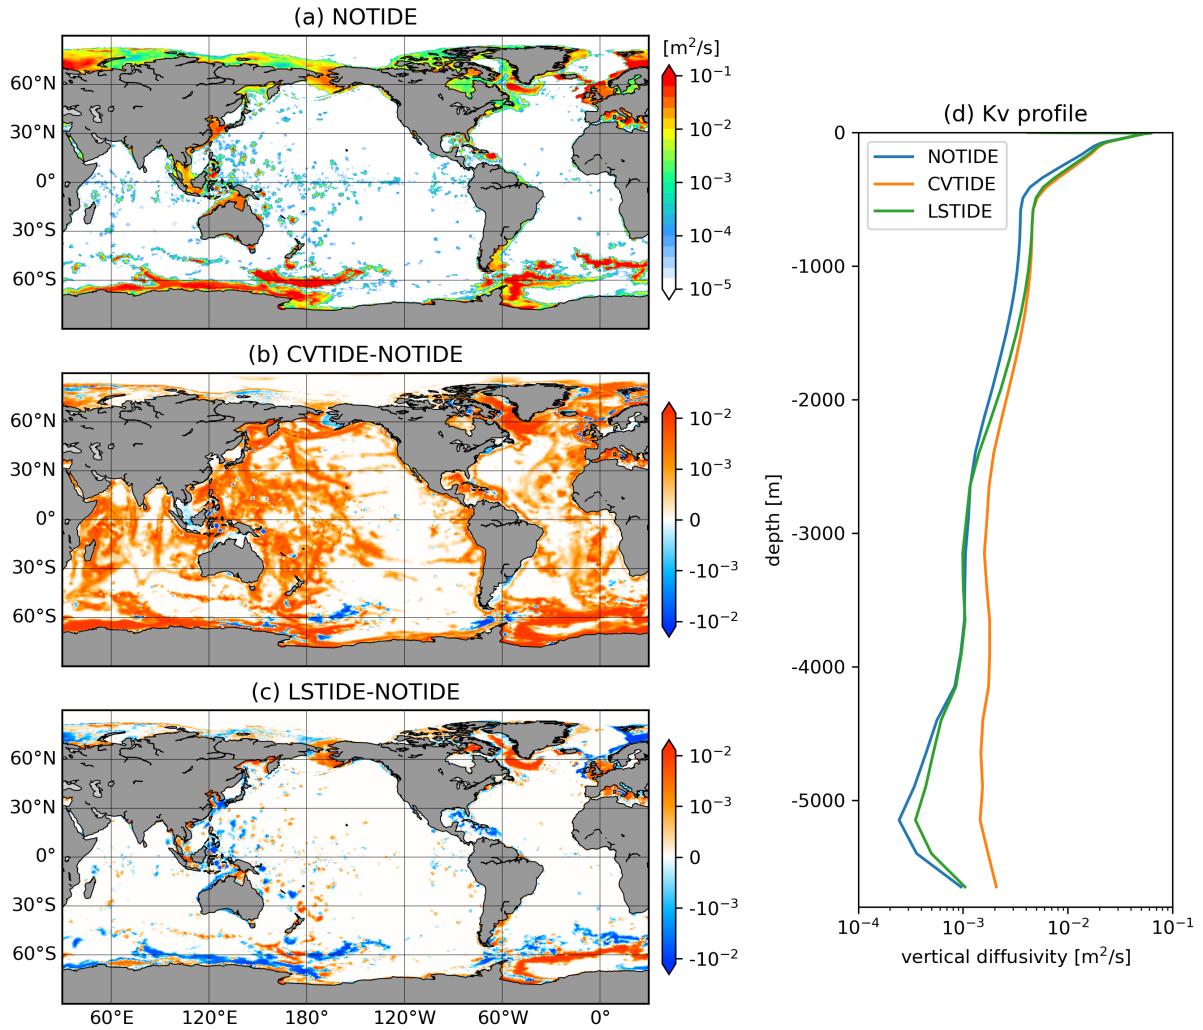 (a) NOTIDE
[m²/s]
60°N
30°N
0°
30°S
60°S
10⁻¹
10⁻²
10⁻³
10⁻⁴
10⁻⁵
(b) CVTIDE-NOTIDE
60°N
30°N
0°
30°S
60°S
10⁻²
10⁻³
0
-10⁻³
-10⁻²
(c) LSTIDE-NOTIDE
60°N
30°N
0°
30°S
60°S
60°E
120°E
180°
120°W
60°W
0°
10⁻²
10⁻³
0
-10⁻³
-10⁻²
(d) Kv profile
NOTIDE
CVTIDE
LSTIDE
0
-1000
-2000
-3000
-4000
-5000
depth [m]
10⁻⁴
10⁻³
10⁻²
10⁻¹
vertical diffusivity [m²/s]